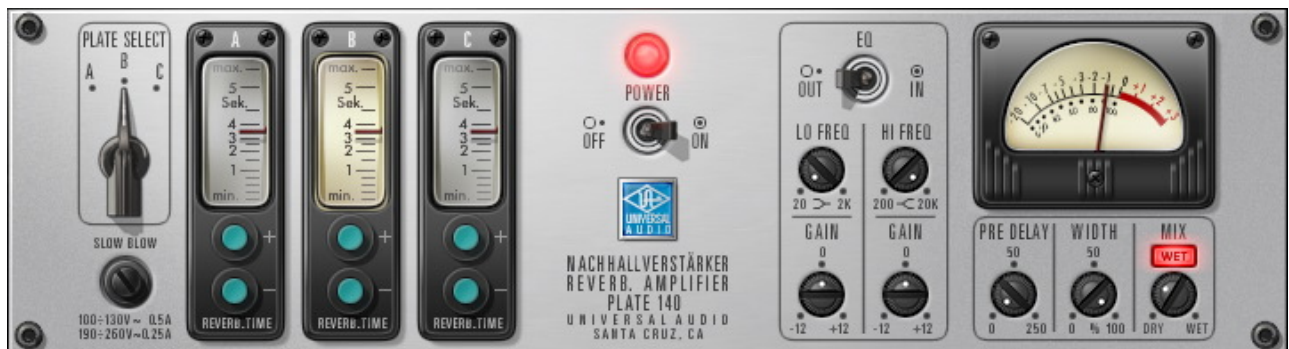 PLATE SELECT
A
B
C
SLOW BLOW
100÷130V~ 0.5A
190÷260V~0.25A
A
max.
5
Sek.
4
3
2
1
min.
+
−
REVERB.TIME
B
max.
5
Sek.
4
3
2
1
min.
+
−
REVERB.TIME
C
max.
5
Sek.
4
3
2
1
min.
+
−
REVERB.TIME
POWER
OFF
ON
UNIVERSAL
AUDIO
NACHHALLVERSTÄRKER
REVERB. AMPLIFIER
PLATE 140
UNIVERSAL AUDIO
SANTA CRUZ, CA
EQ
OUT
IN
LO FREQ
20 2K
HI FREQ
200 20K
GAIN
0
-12 +12
GAIN
0
-12 +12
-20 -10 -7 -5 -3 -2 -1 0 +1 +2 +3
40 60 80 100
PRE DELAY
50
0 250
WIDTH
50
0 % 100
MIX
WET
DRY WET